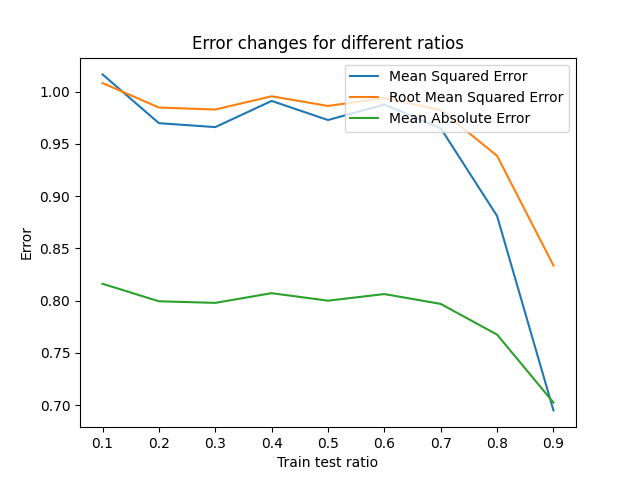 Error changes for different ratios
Mean Squared Error
Root Mean Squared Error
Mean Absolute Error
1.00
0.95
0.90
0.85
0.80
0.75
0.70
Error
0.1 0.2 0.3 0.4 0.5 0.6 0.7 0.8 0.9
Train test ratio